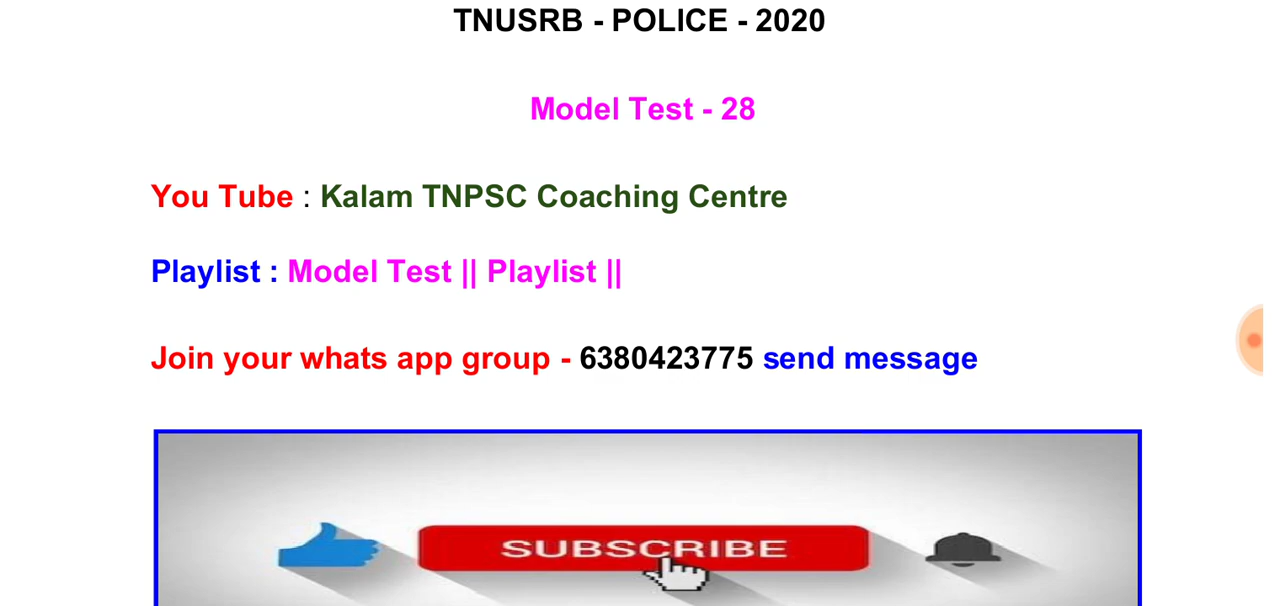 TNUSRB - POLICE - 2020
Model Test - 28
You Tube : Kalam TNPSC Coaching Centre
Playlist : Model Test || Playlist ||
Join your whats app group - 6380423775 send message
SUBSCRIBE